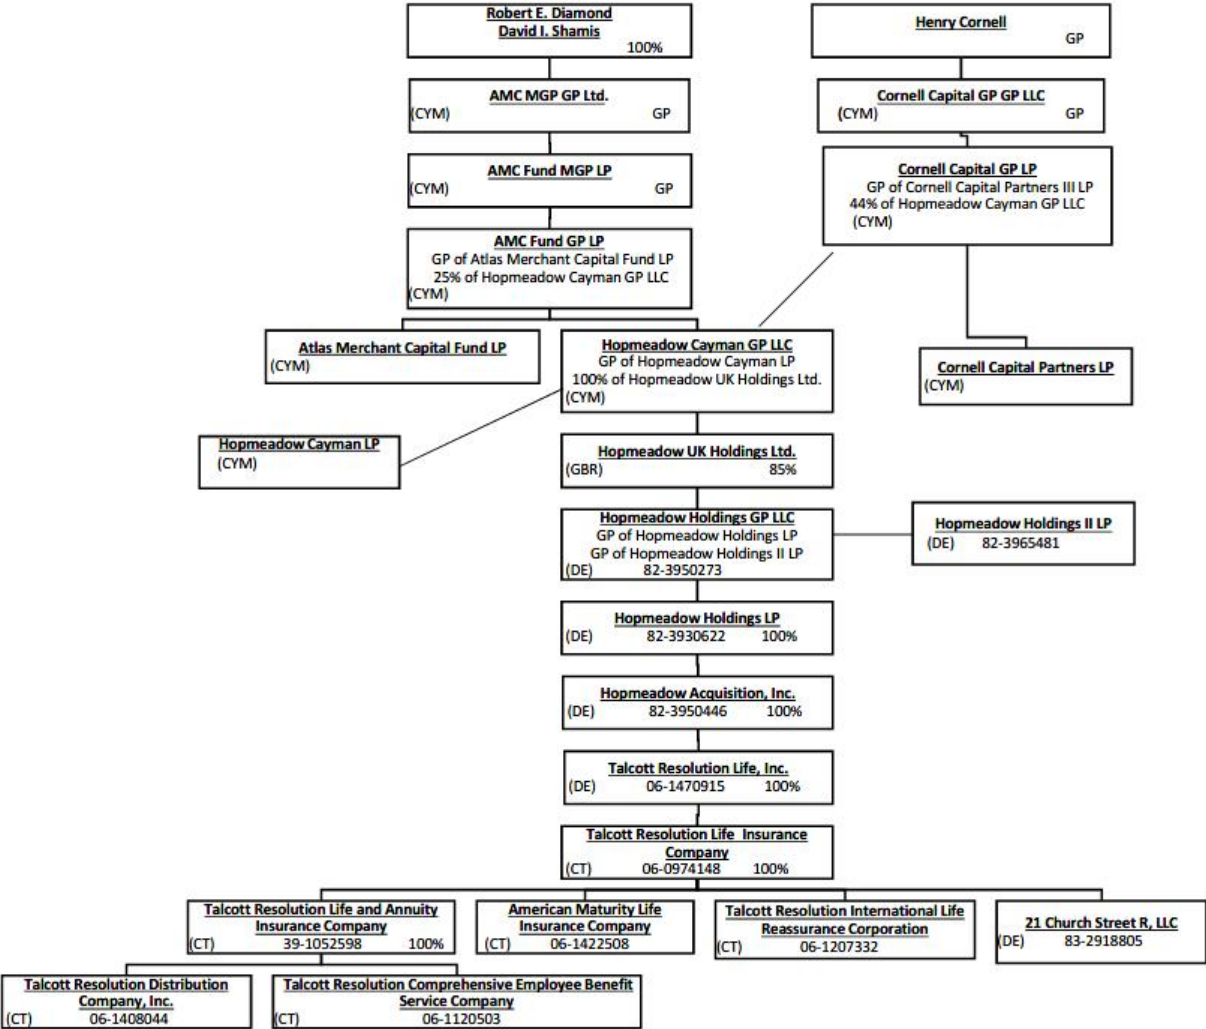 Robert E. Diamond
David I. Shamis
100%
Henry Cornell
GP
AMC MGP GP Ltd.
(CYM) GP
Cornell Capital GP GP LLC
(CYM) GP
AMC Fund MGP LP
(CYM) GP
Cornell Capital GP LP
GP of Cornell Capital Partners III LP
44% of Hopmeadow Cayman GP LLC
(CYM)
AMC Fund GP LP
GP of Atlas Merchant Capital Fund LP
25% of Hopmeadow Cayman GP LLC
(CYM)
Atlas Merchant Capital Fund LP
(CYM)
Hopmeadow Cayman GP LLC
GP of Hopmeadow Cayman LP
100% of Hopmeadow UK Holdings Ltd.
(CYM)
Cornell Capital Partners LP
(CYM)
Hopmeadow Cayman LP
(CYM)
Hopmeadow UK Holdings Ltd.
(GBR) 85%
Hopmeadow Holdings GP LLC
GP of Hopmeadow Holdings LP
GP of Hopmeadow Holdings II LP
(DE) 82-3950273
Hopmeadow Holdings II LP
(DE) 82-3965481
Hopmeadow Holdings LP
(DE) 82-3930622 100%
Hopmeadow Acquisition, Inc.
(DE) 82-3950446 100%
Talcott Resolution Life, Inc.
(DE) 06-1470915 100%
Talcott Resolution Life Insurance
Company
(CT) 06-0974148 100%
Talcott Resolution Life and Annuity
Insurance Company
(CT) 39-1052598 100%
American Maturity Life
Insurance Company
(CT) 06-1422508
Talcott Resolution International Life
Reassurance Corporation
(CT) 06-1207332
21 Church Street R, LLC
(DE) 83-2918805
Talcott Resolution Distribution
Company, Inc.
(CT) 06-1408044
Talcott Resolution Comprehensive Employee Benefit
Service Company
(CT) 06-1120503